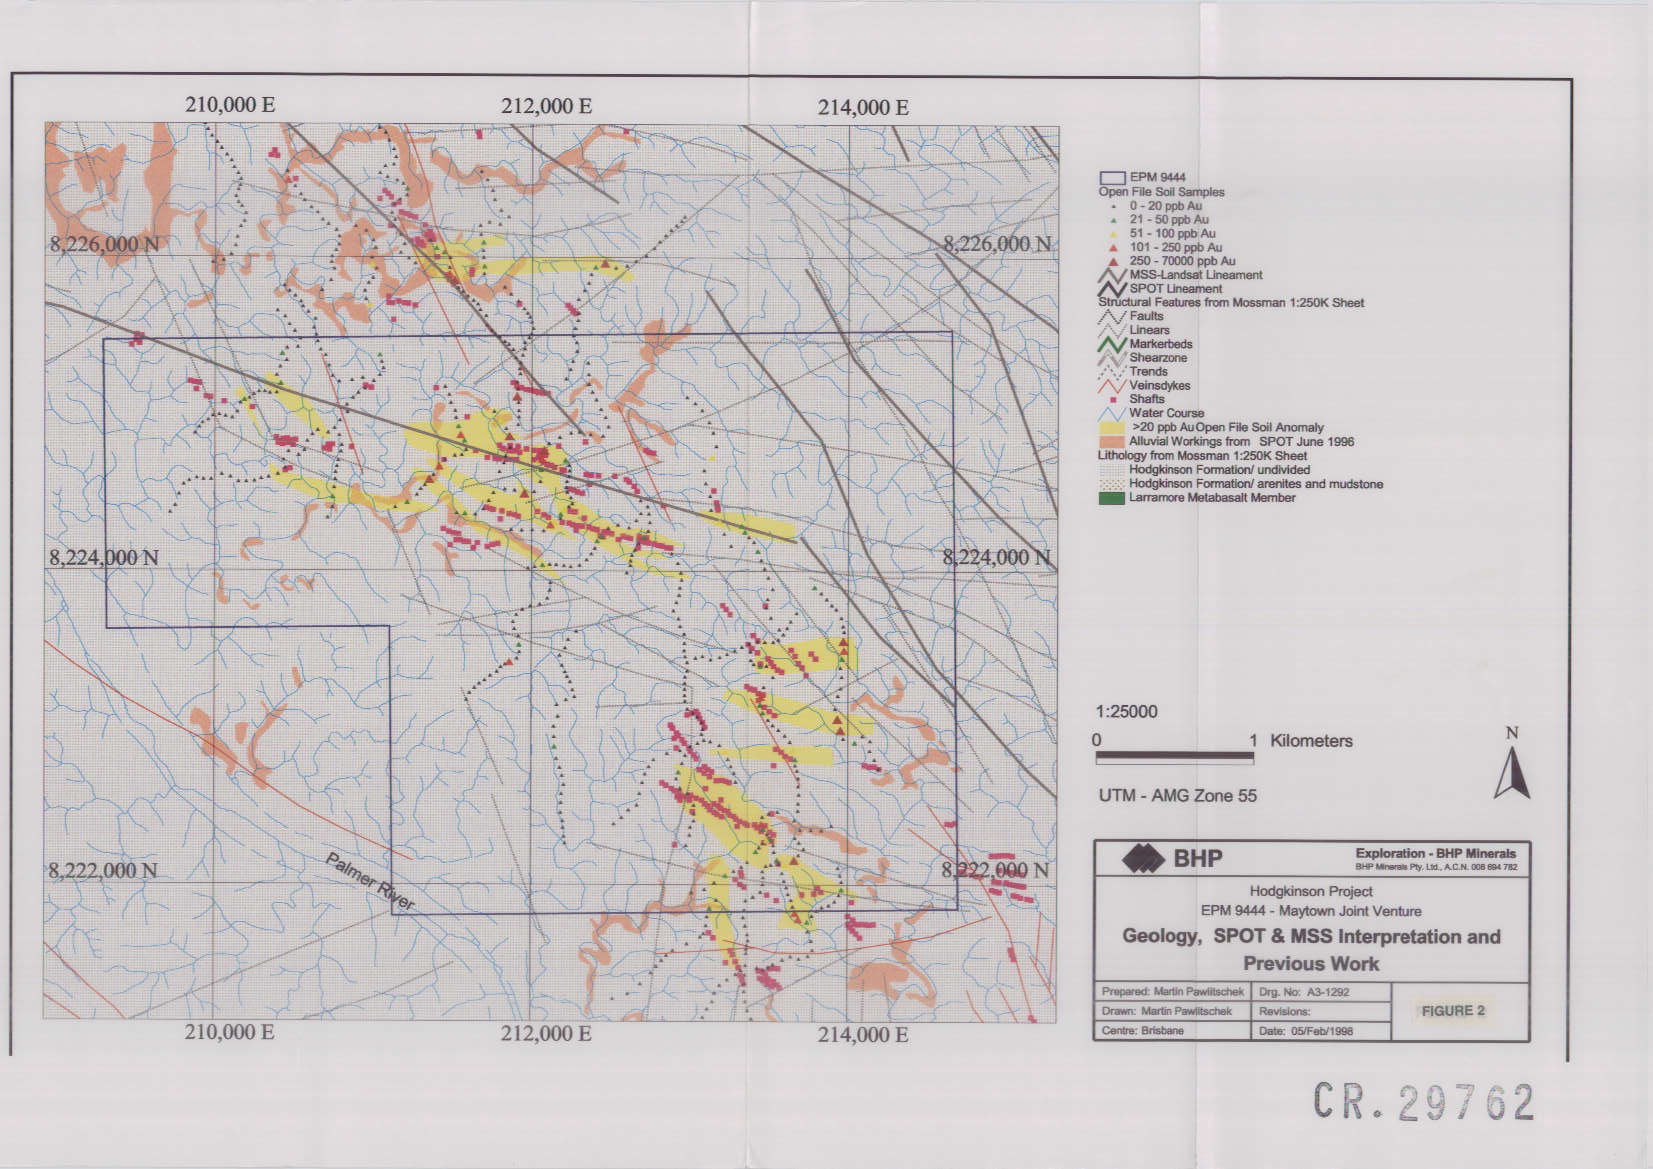 210,000 E
212,000 E
214,000 E
8,226,000 N
8,226,000 N
8,224,000 N
8,224,000 N
8,222,000 N
8,222,000 N
Palmer River
210,000 E
212,000 E
214,000 E
EPM 9444
Open File Soil Samples
0 - 20 ppb Au
21 - 50 ppb Au
51 - 100 ppb Au
101 - 250 ppb Au
250 - 70000 ppb Au
MSS-Landsat Lineament
SPOT Lineament
Structural Features from Mossman 1:250K Sheet
Faults
Linears
Markerbeds
Shearzone
Trends
Veinsdykes
Shafts
Water Course
>20 ppb Au Open File Soil Anomaly
Alluvial Workings from SPOT June 1996
Lithology from Mossman 1:250K Sheet
Hodgkinson Formation/ undivided
Hodgkinson Formation/ arenites and mudstone
Larramore Metabasalt Member
1:25000
0 1 Kilometers
N
UTM - AMG Zone 55
BHP
Exploration - BHP Minerals
BHP Minerals Pty. Ltd., A.C.N. 008 694 782
Hodgkinson Project
EPM 9444 - Maytown Joint Venture
Geology, SPOT & MSS Interpretation and
Previous Work
Prepared: Martin Pawlitschek
Drg. No: A3-1292
Drawn: Martin Pawlitschek
Revisions:
Centre: Brisbane
Date: 05/Feb/1998
FIGURE 2
CR. 29762